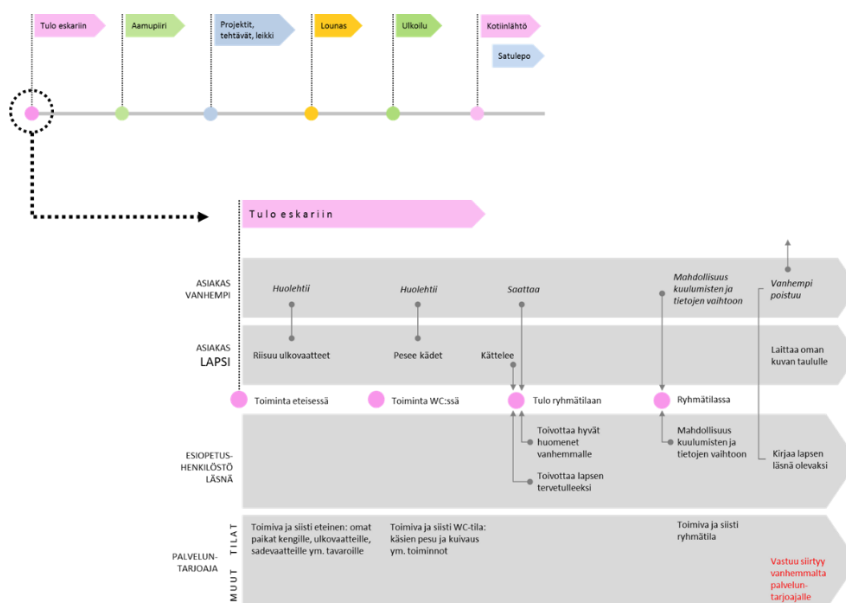 Tulo eskariin
Aamupiiri
Projektit,
tehtävät, leikki
Lounas
Ulkoilu
Kotiinlähtö
Satulepo
Tulo eskariin
ASIAKAS
VANHEMPI
Huolehtii
Huolehtii
Saattaa
Mahdollisuus
kuulumisten ja
tietojen vaihtoon
Vanhempi
poistuu
ASIAKAS
LAPSI
Riisuu ulkovaatteet
Pesee kädet
Kättelee
Laittaa oman
kuvan taululle
Toiminta eteisessä
Toiminta WC:ssä
Tulo ryhmätilaan
Ryhmätilassa
ESIOPETUS-
HENKILÖSTÖ
LÄSNÄ
Toivottaa hyvät
huomenet
vanhemmalle
Toivottaa lapsen
tervetulleeksi
Mahdollisuus
kuulumisten ja
tietojen vaihtoon
Kirjaa lapsen
läsnä olevaksi
PALVELUN-
TARJOAJA
MUUT TILAT
Toimiva ja siisti eteinen: omat
paikat kengille, ulkovaatteille,
sadevaatteille ym. tavaroille
Toimiva ja siisti WC-tila:
käsien pesu ja kuivaus
ym. toiminnot
Toimiva ja siisti
ryhmätila
Vastuu siirtyy
vanhemmalta
palvelun-
tarjoajalle